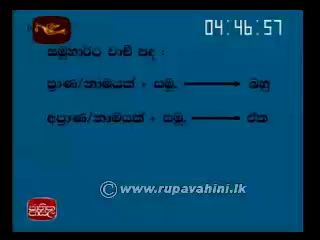 04:46:57
සමුහාර්ථ වාචී පද :
ප්‍රාණ/නාමයක් + සමූ. → බහු
අප්‍රාණ/නාමයක් + සමූ. → ඒක
©www.rupavahini.lk